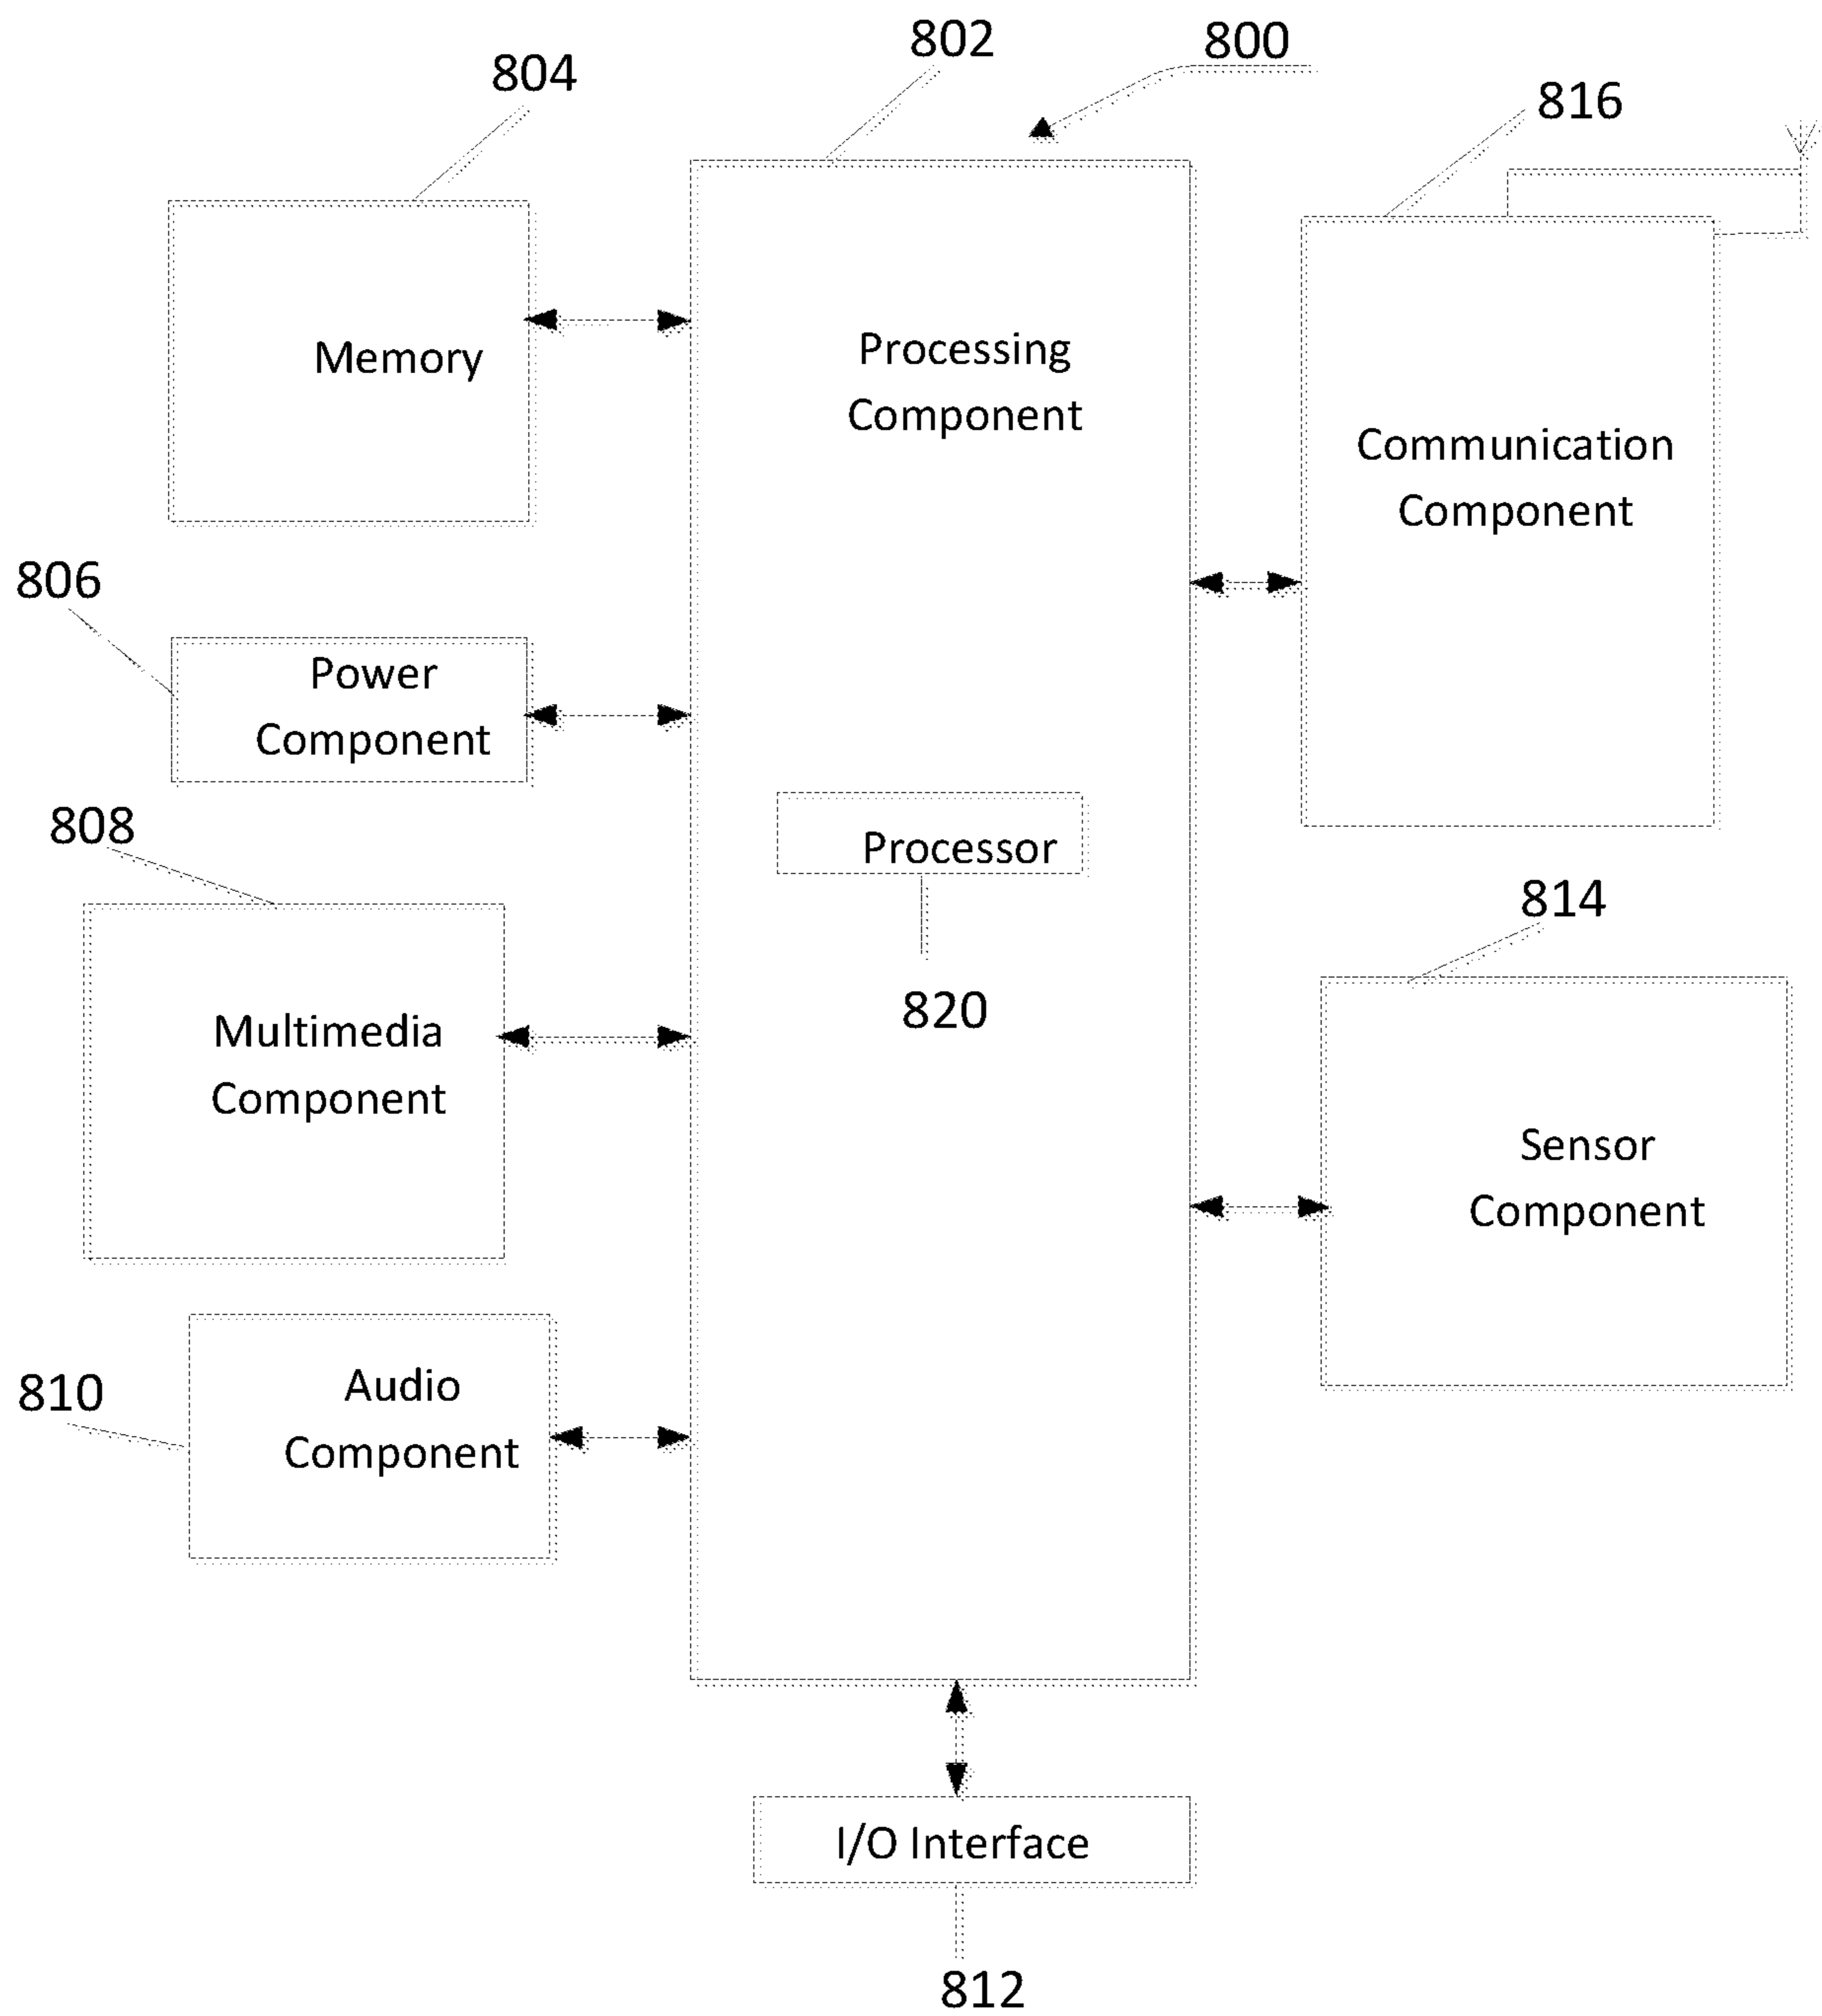 802
800
804
816
Memory
Processing
Component
Communication
Component
806
Power
Component
808
Processor
814
820
Multimedia
Component
Sensor
Component
810
Audio
Component
I/O Interface
812